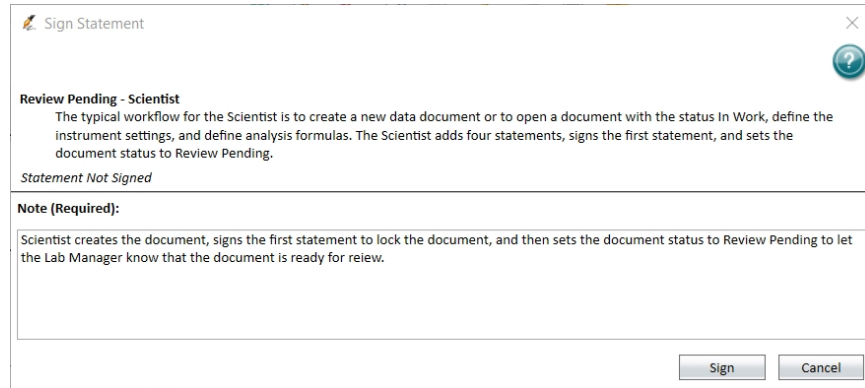 Sign Statement
?
Review Pending - Scientist
The typical workflow for the Scientist is to create a new data document or to open a document with the status In Work, define the
instrument settings, and define analysis formulas. The Scientist adds four statements, signs the first statement, and sets the
document status to Review Pending.
Statement Not Signed
Note (Required):
Scientist creates the document, signs the first statement to lock the document, and then sets the document status to Review Pending to let
the Lab Manager know that the document is ready for reiew.
Sign Cancel